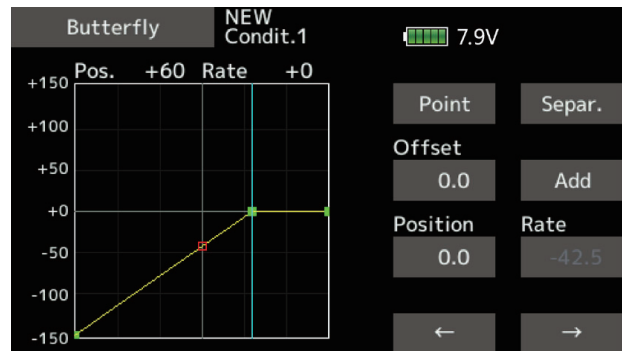 Butterfly
NEW
Condit.1
7.9V
Pos. +60 Rate +0
+150
+100
+50
+0
-50
-100
-150
Point Separ.
Offset
0.0 Add
Position Rate
0.0 -42.5
← →